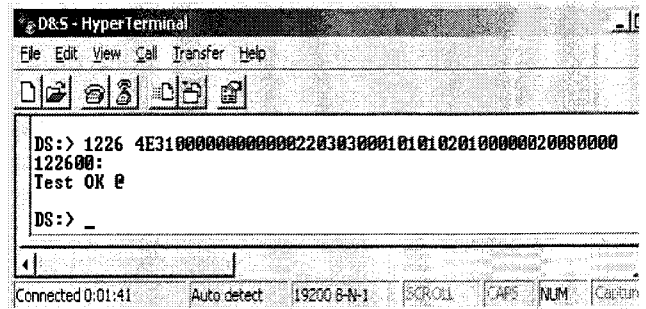 D&S - HyperTerminal
File Edit View Call Transfer Help
DS:> 1226 4E3100000000000022030300010101020100000020080000
122600:
Test OK @
DS:> _
Connected 0:01:41 Auto detect 19200 8-N-1 SCROLL CAPS NUM Captur